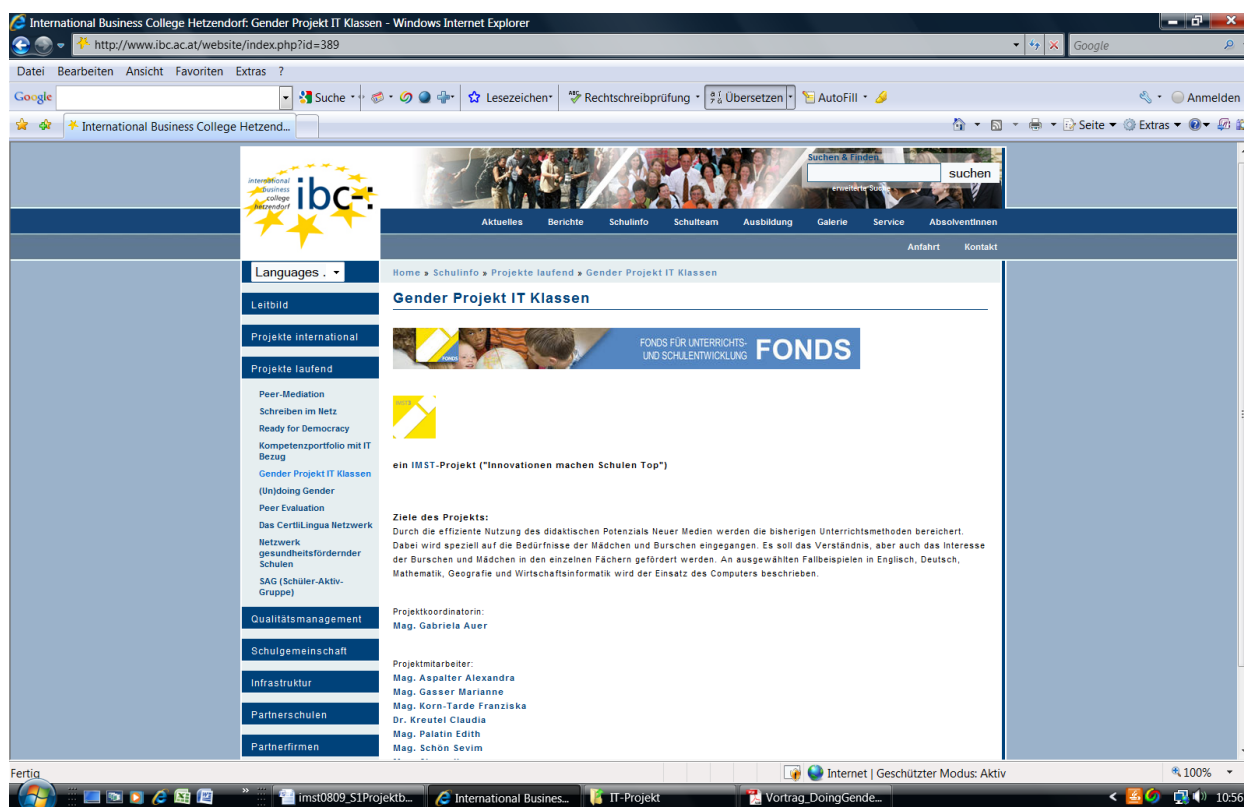 International Business College Hetzendorf: Gender Projekt IT Klassen - Windows Internet Explorer
http://www.ibc.ac.at/website/index.php?id=389
Google
Datei Bearbeiten Ansicht Favoriten Extras ?
Google
Suche
Lesezeichen
Rechtschreibprüfung
Übersetzen
AutoFill
Anmelden
International Business College Hetzend...
Seite
Extras
international
business
college
hetzendorf
ibc-:
Suchen & Finden
suchen
erweiterte Suche
Aktuelles Berichte Schulinfo Schulteam Ausbildung Galerie Service AbsolventInnen
Anfahrt Kontakt
Languages .
Home » Schulinfo » Projekte laufend » Gender Projekt IT Klassen
Leitbild
Projekte international
Projekte laufend
Peer-Mediation
Schreiben im Netz
Ready for Democracy
Kompetenzportfolio mit IT
Bezug
Gender Projekt IT Klassen
(Un)doing Gender
Peer Evaluation
Das CertliLingua Netzwerk
Netzwerk
gesundheitsfördernder
Schulen
SAG (Schüler-Aktiv-
Gruppe)
Qualitätsmanagement
Schulgemeinschaft
Infrastruktur
Partnerschulen
Partnerfirmen
Gender Projekt IT Klassen
FONDS
FONDS FÜR UNTERRICHTS-
UND SCHULENTWICKLUNG FONDS
IMST3
ein IMST-Projekt ("Innovationen machen Schulen Top")
Ziele des Projekts:
Durch die effiziente Nutzung des didaktischen Potenzials Neuer Medien werden die bisherigen Unterrichtsmethoden bereichert.
Dabei wird speziell auf die Bedürfnisse der Mädchen und Burschen eingegangen. Es soll das Verständnis, aber auch das Interesse
der Burschen und Mädchen in den einzelnen Fächern gefördert werden. An ausgewählten Fallbeispielen in Englisch, Deutsch,
Mathematik, Geografie und Wirtschaftsinformatik wird der Einsatz des Computers beschrieben.
Projektkoordinatorin:
Mag. Gabriela Auer
Projektmitarbeiter:
Mag. Aspalter Alexandra
Mag. Gasser Marianne
Mag. Korn-Tarde Franziska
Dr. Kreutel Claudia
Mag. Palatin Edith
Mag. Schön Sevim
Fertig
Internet | Geschützter Modus: Aktiv
100%
imst0809_S1Projektb...
International Busines...
IT-Projekt
Vortrag_DoingGende...
10:56